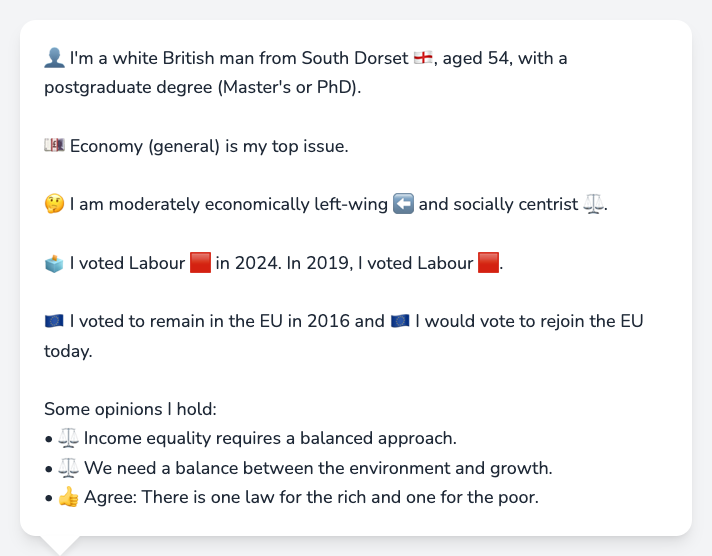 👤 I'm a white British man from South Dorset 🏴󠁧󠁢󠁥󠁮󠁧󠁿, aged 54, with a
postgraduate degree (Master's or PhD).
💷 Economy (general) is my top issue.
🤔 I am moderately economically left-wing ⬅️ and socially centrist ⚖️.
🗳️ I voted Labour 🟥 in 2024. In 2019, I voted Labour 🟥.
🇪🇺 I voted to remain in the EU in 2016 and 🇪🇺 I would vote to rejoin the EU
today.
Some opinions I hold:
• ⚖️ Income equality requires a balanced approach.
• ⚖️ We need a balance between the environment and growth.
• 👍 Agree: There is one law for the rich and one for the poor.